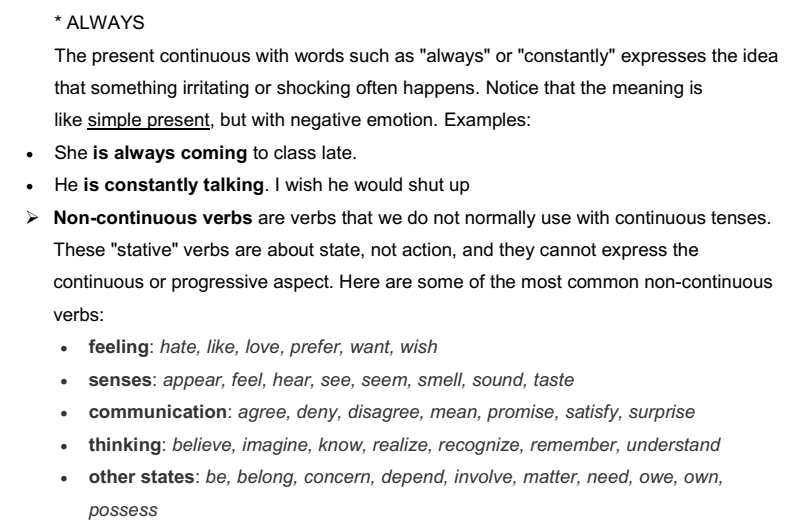 * ALWAYS
The present continuous with words such as "always" or "constantly" expresses the idea
that something irritating or shocking often happens. Notice that the meaning is
like simple present, but with negative emotion. Examples:
• She is always coming to class late.
• He is constantly talking. I wish he would shut up
➢ Non-continuous verbs are verbs that we do not normally use with continuous tenses.
These "stative" verbs are about state, not action, and they cannot express the
continuous or progressive aspect. Here are some of the most common non-continuous
verbs:
• feeling: hate, like, love, prefer, want, wish
• senses: appear, feel, hear, see, seem, smell, sound, taste
• communication: agree, deny, disagree, mean, promise, satisfy, surprise
• thinking: believe, imagine, know, realize, recognize, remember, understand
• other states: be, belong, concern, depend, involve, matter, need, owe, own,
possess